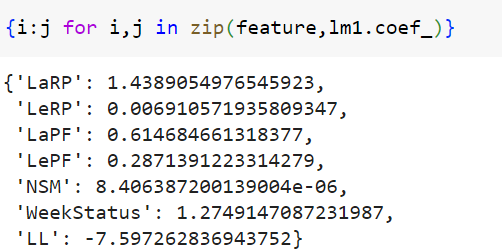 {i:j for i,j in zip(feature,lm1.coef_)}
{'LaRP': 1.4389054976545923,
'LeRP': 0.006910571935809347,
'LaPF': 0.614684661318377,
'LePF': 0.2871391223314279,
'NSM': 8.406387200139004e-06,
'WeekStatus': 1.2749147087231987,
'LL': -7.597262836943752}